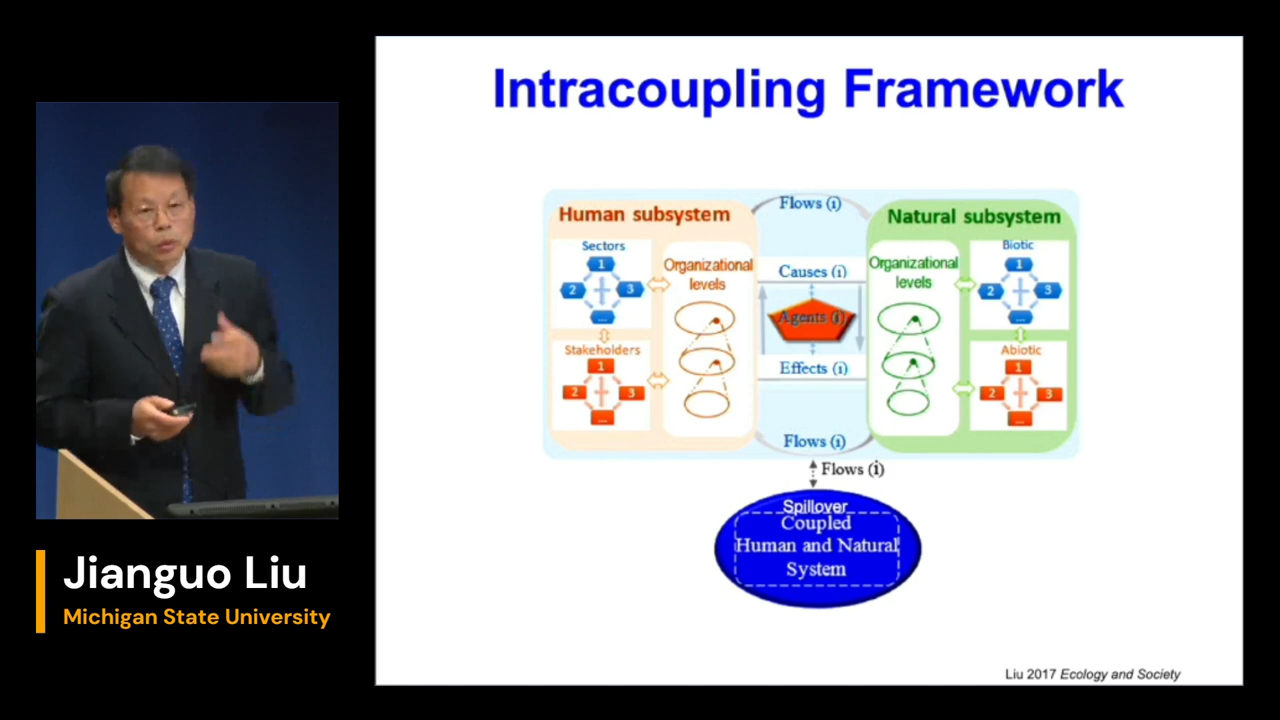 Intracoupling Framework
Human subsystem
Flows (i)
Natural subsystem
Sectors
1
2
3
...
Organizational
levels
Stakeholders
1
2
3
...
Causes (i)
Agents (i)
Effects (i)
Flows (i)
Organizational
levels
Biotic
1
2
3
...
Abiotic
1
2
3
...
Flows (i)
Spillover
Coupled
Human and Natural
System
Liu 2017 Ecology and Society
Jianguo Liu
Michigan State University